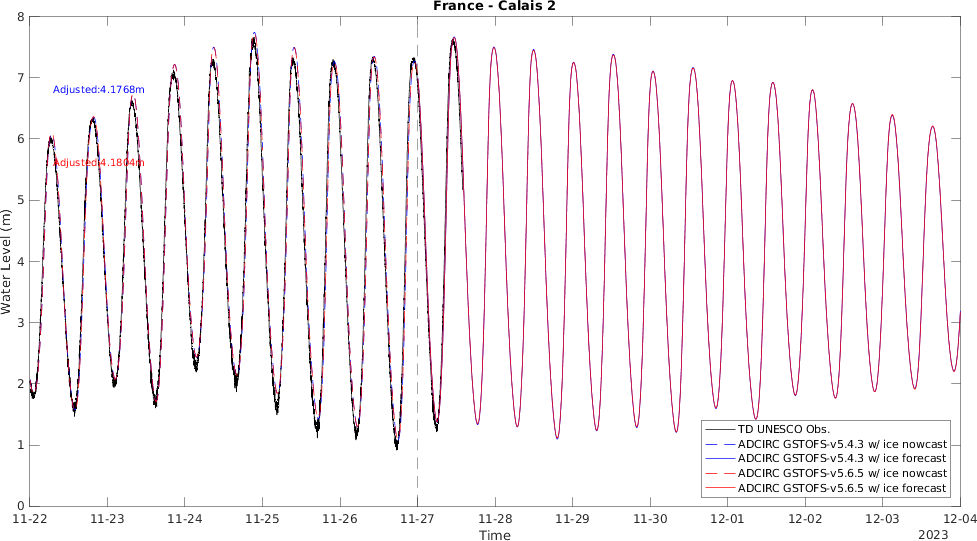 France - Calais 2
8
7
6
5
4
3
2
1
0
Water Level (m)
Adjusted:4.1768m
Adjusted:4.1804m
TD UNESCO Obs.
ADCIRC GSTOFS-v5.4.3 w/ ice nowcast
ADCIRC GSTOFS-v5.4.3 w/ ice forecast
ADCIRC GSTOFS-v5.6.5 w/ ice nowcast
ADCIRC GSTOFS-v5.6.5 w/ ice forecast
11-22 11-23 11-24 11-25 11-26 11-27 11-28 11-29 11-30 12-01 12-02 12-03 12-04
Time
2023